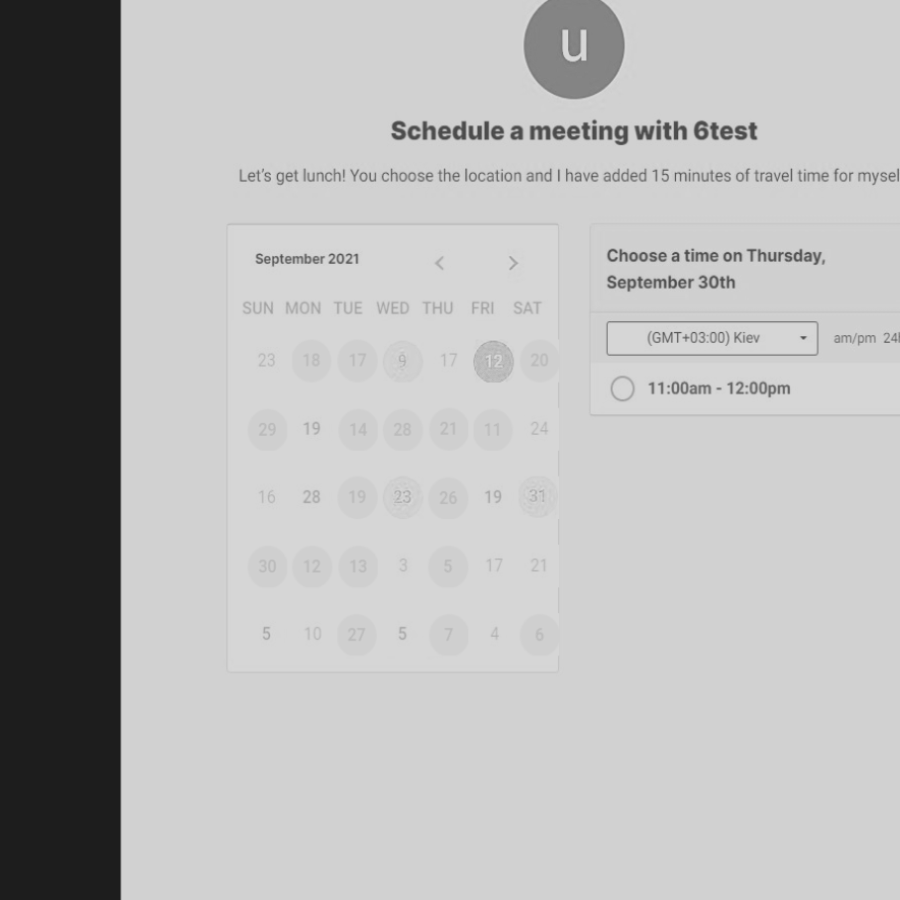 u
Schedule a meeting with 6test
Let's get lunch! You choose the location and I have added 15 minutes of travel time for mysel
September 2021
SUN MON TUE WED THU FRI SAT
23 18 17 9 17 12 20
29 19 14 28 21 11 24
16 28 19 23 26 19 31
30 12 13 3 5 17 21
5 10 27 5 7 4 6
Choose a time on Thursday,
September 30th
(GMT+03:00) Kiev am/pm 24h
11:00am - 12:00pm